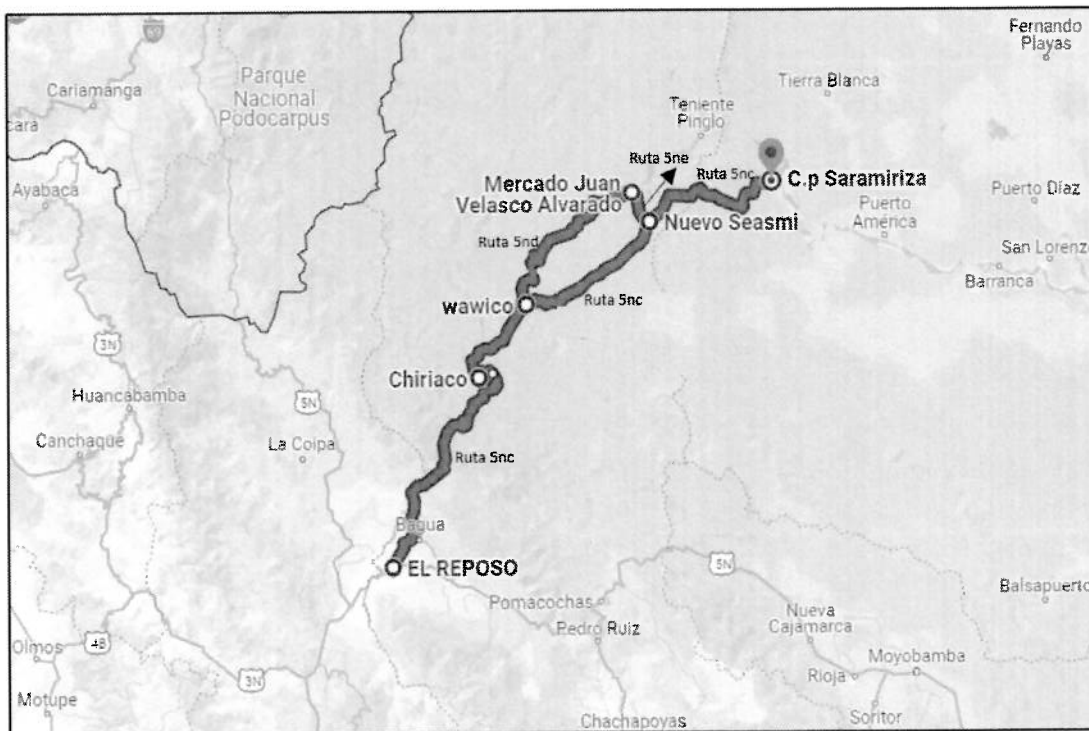 Fernando
Playas
Cariamanga
Parque
Nacional
Podocarpus
Tierra Blanca
Teniente
Pinglo
cara
Ruta 5ne
Ruta 5nc
Ayabaca
Mercado Juan
Velasco Alvarado
C.p Saramiriza
Puerto Díaz
Nuevo Seasmi
Puerto
América
Ruta 5nd
San Lorenzo
Barranca
wawico
Ruta 5nc
3N
Chiriaco
Huancabamba
5N
Canchaque
La Coipa
Ruta 5nc
Bagua
EL REPOSO
5N
Pomacochas
Balsapuerto
Nueva
Cajamarca
Pedro Ruiz
Olmos
4B
Moyobamba
3N
Rioja
Motupe
Soritor
Chachapoyas